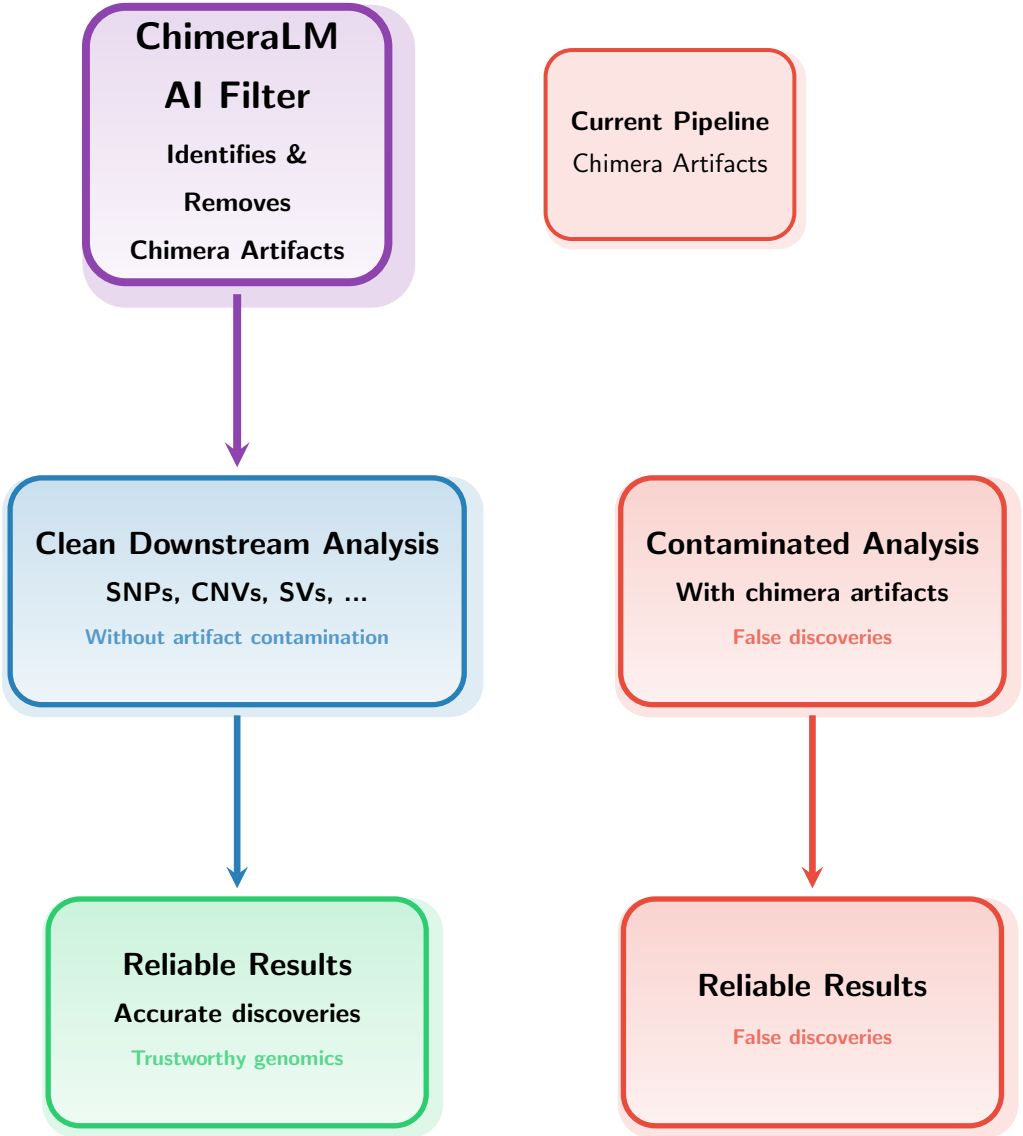 ChimeraLM
AI Filter
Identifies &
Removes
Chimera Artifacts
Current Pipeline
Chimera Artifacts
Clean Downstream Analysis
SNPs, CNVs, SVs, ...
Without artifact contamination
Contaminated Analysis
With chimera artifacts
False discoveries
Reliable Results
Accurate discoveries
Trustworthy genomics
Reliable Results
False discoveries